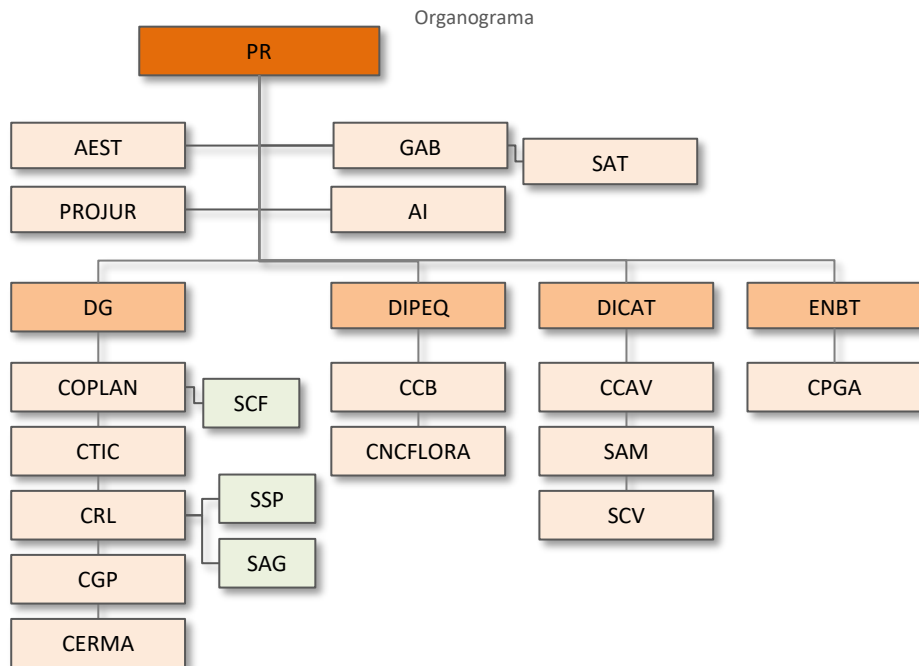 Organograma
PR
AEST
GAB
SAT
PROJUR
AI
DG
DIPEQ
DICAT
ENBT
COPLAN
SCF
CCB
CCAV
CPGA
CTIC
CNCFLORA
SAM
CRL
SSP
SCV
SAG
CGP
CERMA